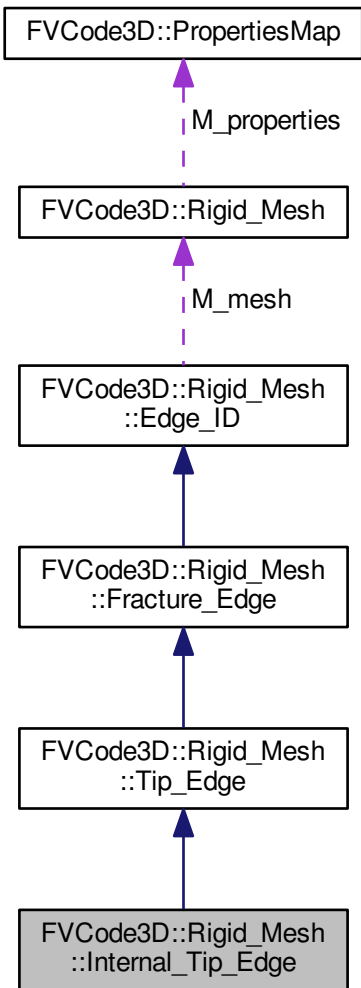 FVCode3D::PropertiesMap
M_properties
FVCode3D::Rigid_Mesh
M_mesh
FVCode3D::Rigid_Mesh
::Edge_ID
FVCode3D::Rigid_Mesh
::Fracture_Edge
FVCode3D::Rigid_Mesh
::Tip_Edge
FVCode3D::Rigid_Mesh
::Internal_Tip_Edge